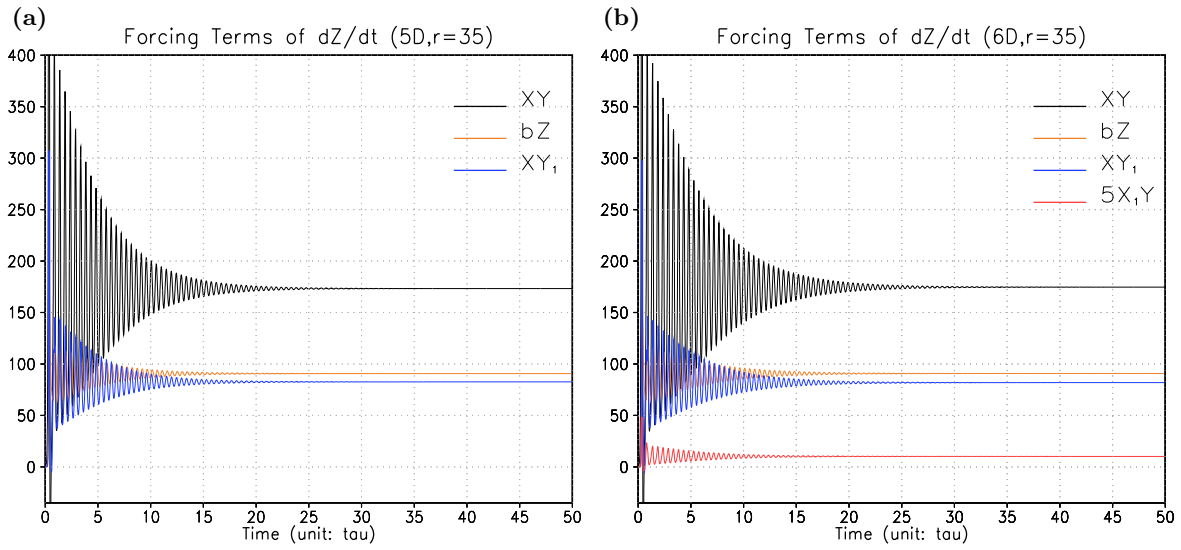 (a)
Forcing Terms of dZ/dt (5D,r=35)
400
350
300
250
200
150
100
50
0
XY
bZ
XY₁
0 5 10 15 20 25 30 35 40 45 50
Time (unit: tau)
(b)
Forcing Terms of dZ/dt (6D,r=35)
400
350
300
250
200
150
100
50
0
XY
bZ
XY₁
5X₁Y
0 5 10 15 20 25 30 35 40 45 50
Time (unit: tau)